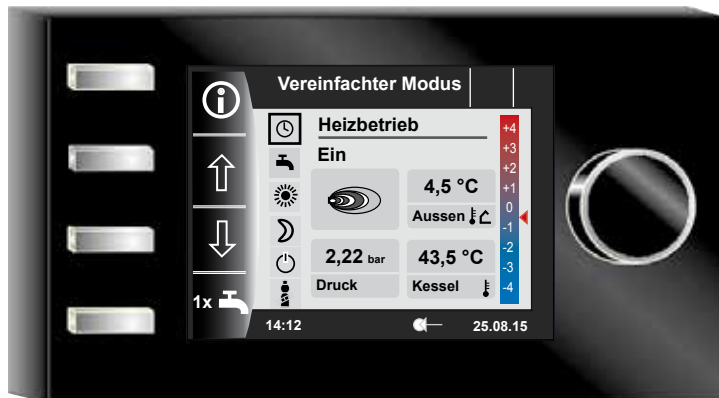 Vereinfachter Modus
Heizbetrieb
Ein
4,5 °C
Aussen
2,22 bar
Druck
43,5 °C
Kessel
+4
+3
+2
+1
0
-1
-2
-3
-4
1x
14:12
25.08.15